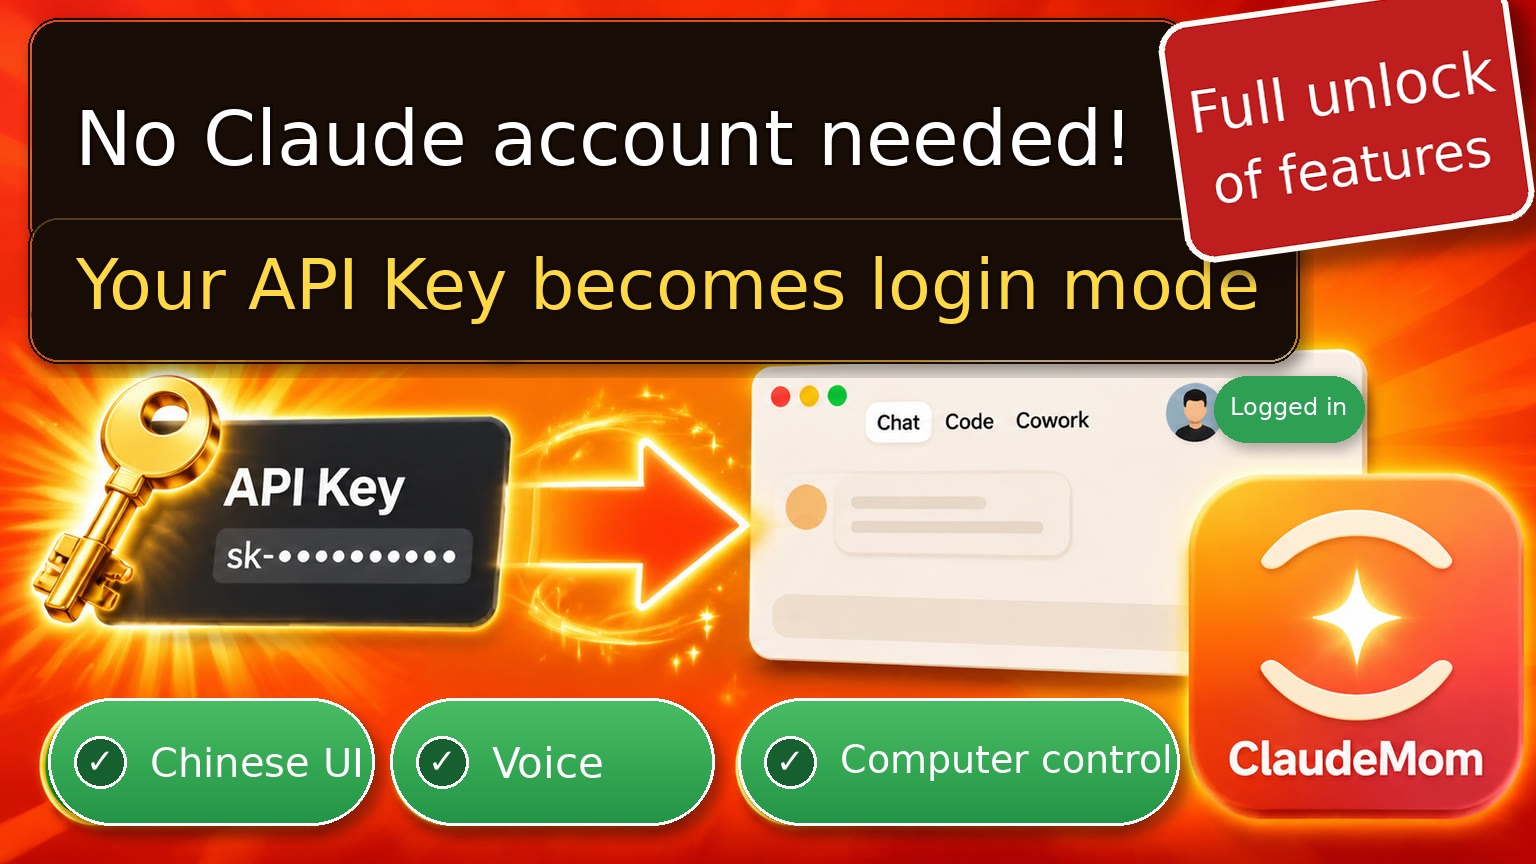 No Claude account needed!
Full unlock
of features
Your API Key becomes login mode
Chat Code Cowork
Logged in
API Key
sk-••••••••••
✓ Chinese UI
✓ Voice
✓ Computer control
ClaudeMom